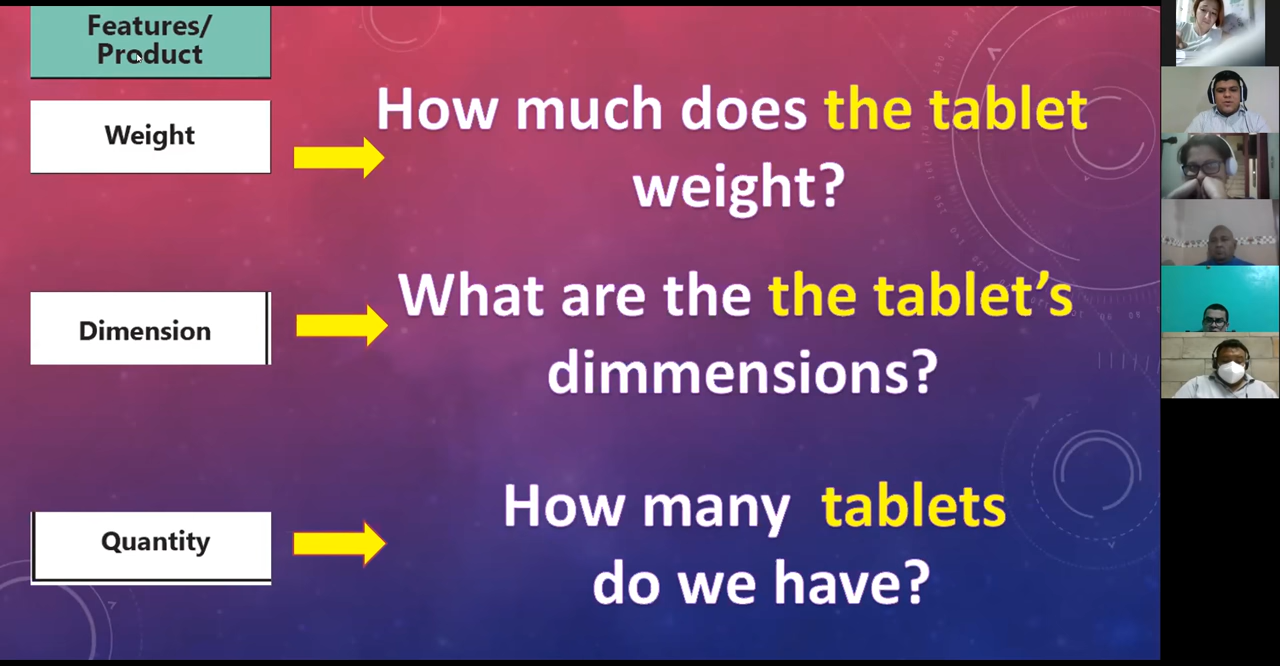 Features/
Product
Weight
How much does the tablet
weight?
Dimension
What are the the tablet’s
dimmensions?
Quantity
How many tablets
do we have?